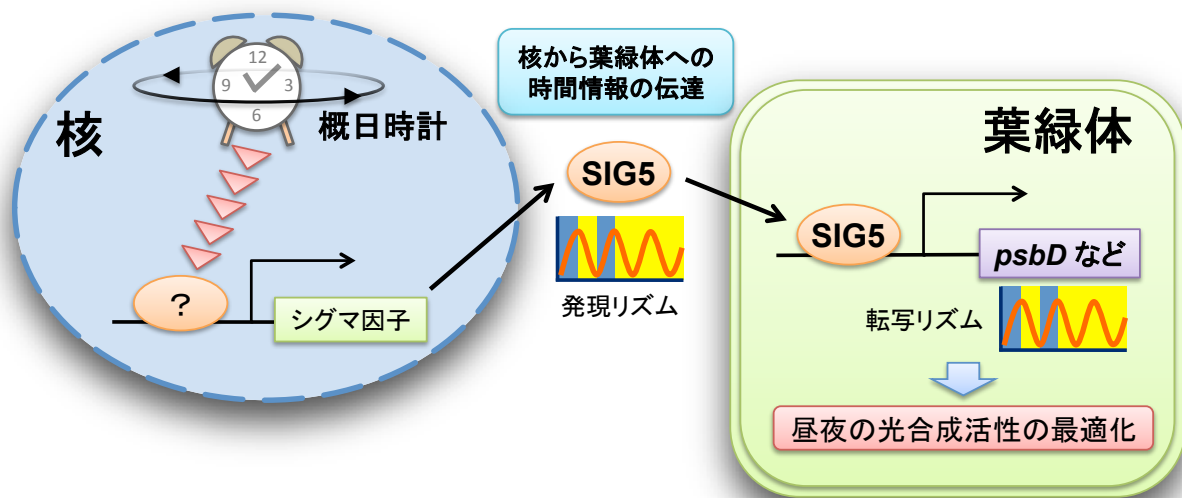 核
12
9
3
6
概日時計
?
シグマ因子
核から葉緑体への
時間情報の伝達
SIG5
発現リズム
葉緑体
SIG5
psbD など
転写リズム
昼夜の光合成活性の最適化